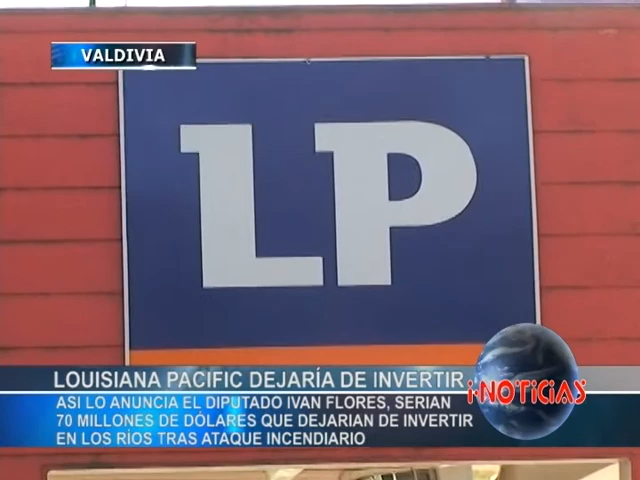 VALDIVIA
LP
LOUISIANA PACIFIC DEJARÍA DE INVERTIR
i-NOTICIAS
ASI LO ANUNCIA EL DIPUTADO IVAN FLORES, SERIAN
70 MILLONES DE DÓLARES QUE DEJARIAN DE INVERTIR
EN LOS RÍOS TRAS ATAQUE INCENDIARIO